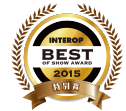 INTEROP
BEST
OF SHOW AWARD
2015
特別賞